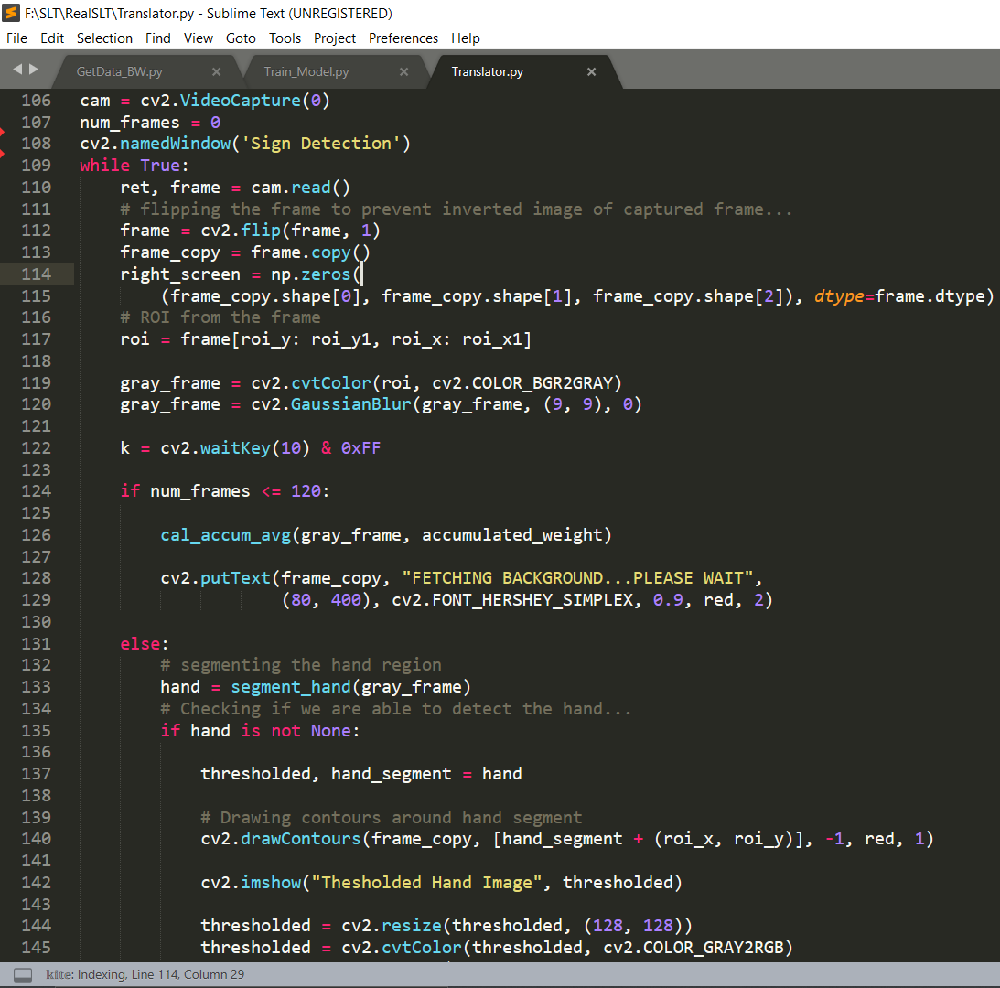 F:\SLT\RealSLT\Translator.py - Sublime Text (UNREGISTERED)
File Edit Selection Find View Goto Tools Project Preferences Help
GetData_BW.py × Train_Model.py × Translator.py ×
106 cam = cv2.VideoCapture(0)
107 num_frames = 0
108 cv2.namedWindow('Sign Detection')
109 while True:
110     ret, frame = cam.read()
111     # flipping the frame to prevent inverted image of captured frame...
112     frame = cv2.flip(frame, 1)
113     frame_copy = frame.copy()
114     right_screen = np.zeros(
115         (frame_copy.shape[0], frame_copy.shape[1], frame_copy.shape[2]), dtype=frame.dtype)
116     # ROI from the frame
117     roi = frame[roi_y: roi_y1, roi_x: roi_x1]
118
119     gray_frame = cv2.cvtColor(roi, cv2.COLOR_BGR2GRAY)
120     gray_frame = cv2.GaussianBlur(gray_frame, (9, 9), 0)
121
122     k = cv2.waitKey(10) & 0xFF
123
124     if num_frames <= 120:
125
126         cal_accum_avg(gray_frame, accumulated_weight)
127
128         cv2.putText(frame_copy, "FETCHING BACKGROUND...PLEASE WAIT",
129                     (80, 400), cv2.FONT_HERSHEY_SIMPLEX, 0.9, red, 2)
130
131     else:
132         # segmenting the hand region
133         hand = segment_hand(gray_frame)
134         # Checking if we are able to detect the hand...
135         if hand is not None:
136
137             thresholded, hand_segment = hand
138
139             # Drawing contours around hand segment
140             cv2.drawContours(frame_copy, [hand_segment + (roi_x, roi_y)], -1, red, 1)
141
142             cv2.imshow("Thesholded Hand Image", thresholded)
143
144             thresholded = cv2.resize(thresholded, (128, 128))
145             thresholded = cv2.cvtColor(thresholded, cv2.COLOR_GRAY2RGB)
kite: Indexing, Line 114, Column 29